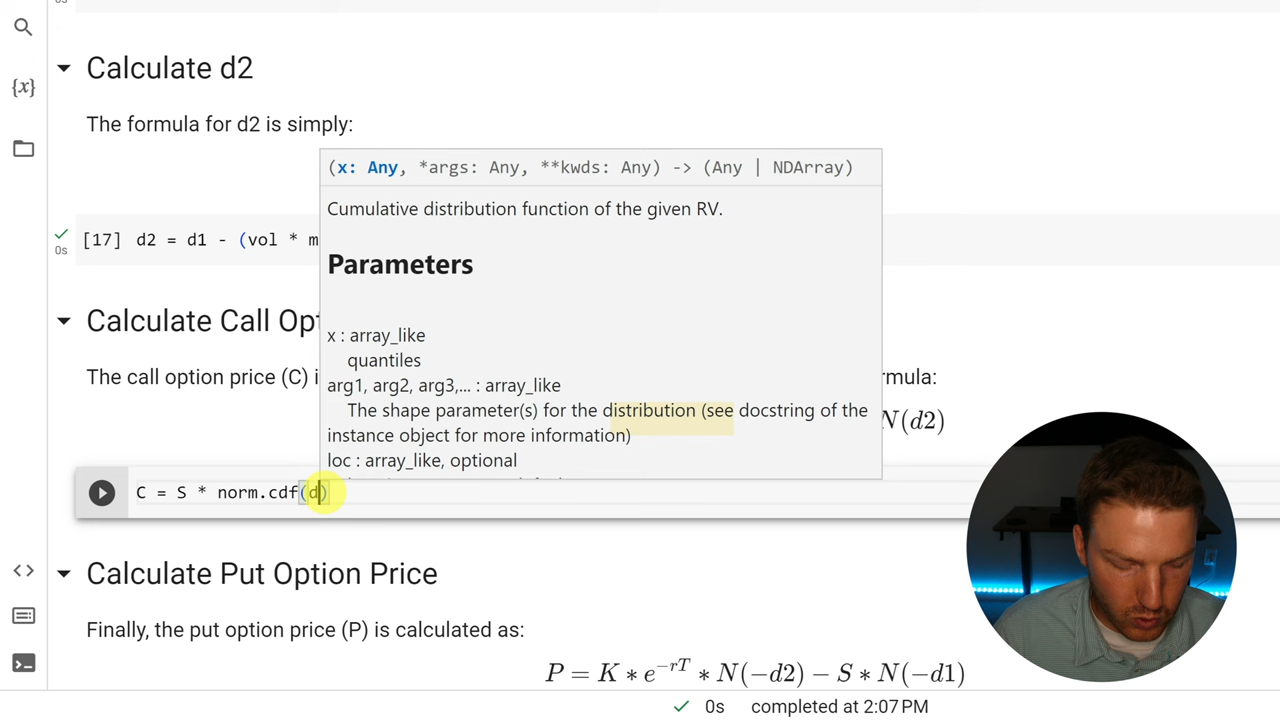 0s
Calculate d2
The formula for d2 is simply:
(x: Any, *args: Any, **kwds: Any) -> (Any | NDArray)
Cumulative distribution function of the given RV.
0s
[17] d2 = d1 - (vol * m
Parameters
x : array_like
quantiles
arg1, arg2, arg3,... : array_like
The shape parameter(s) for the distribution (see docstring of the
instance object for more information)
loc : array_like, optional
Calculate Call Opt
The call option price (C) i
rmula:
N(d2)
C = S * norm.cdf(d)
Calculate Put Option Price
Finally, the put option price (P) is calculated as:
P = K ∗ e^{−rT} ∗ N(−d2) − S ∗ N(−d1)
0s completed at 2:07 PM
{x}